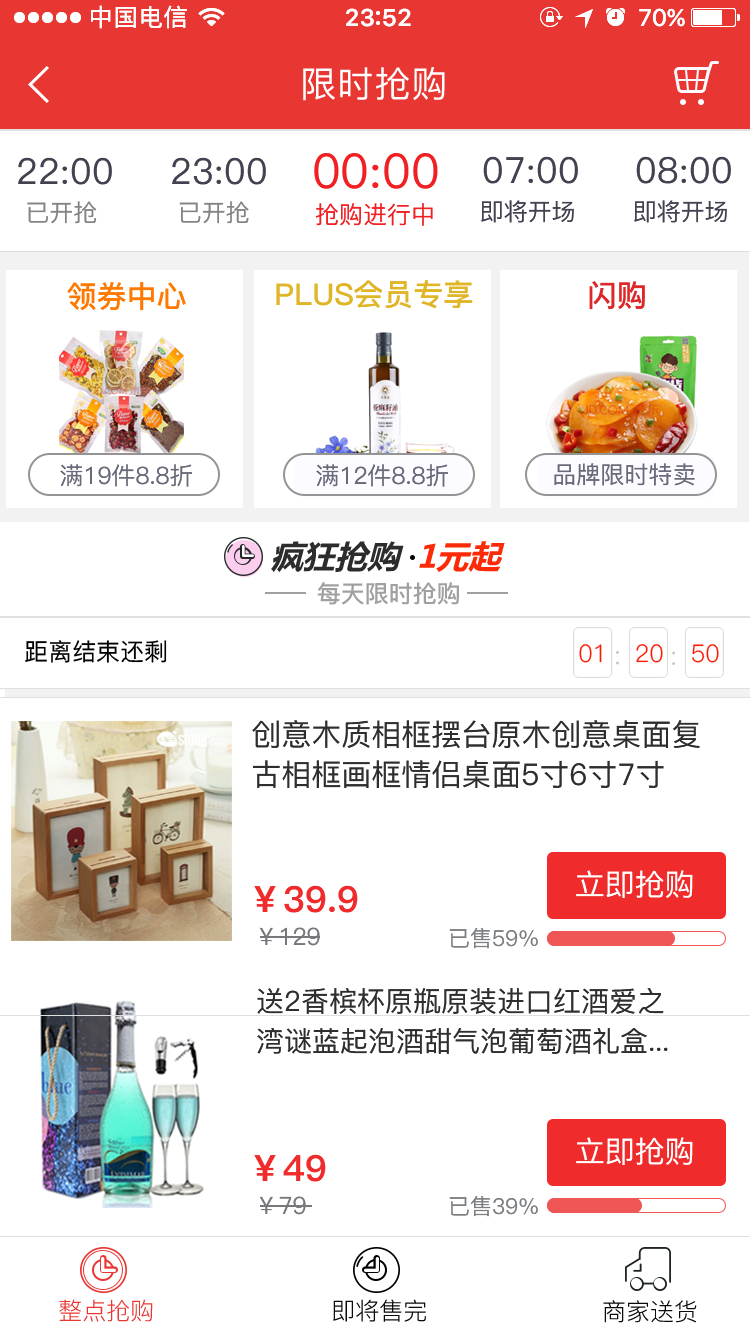 中国电信 23:52 70%
限时抢购
22:00 23:00 00:00 07:00 08:00
已开抢 已开抢 抢购进行中 即将开场 即将开场
领券中心 PLUS会员专享 闪购
亚麻籽油
满19件8.8折 满12件8.8折 品牌限时特卖
疯狂抢购·1元起
每天限时抢购
距离结束还剩 01 : 20 : 50
创意木质相框摆台原木创意桌面复
古相框画框情侣桌面5寸6寸7寸
¥ 39.9 立即抢购
¥ 129 已售59%
送2香槟杯原瓶原装进口红酒爱之
湾谜蓝起泡酒甜气泡葡萄酒礼盒...
blue
¥ 49 立即抢购
¥ 79 已售39%
整点抢购 即将售完 商家送货